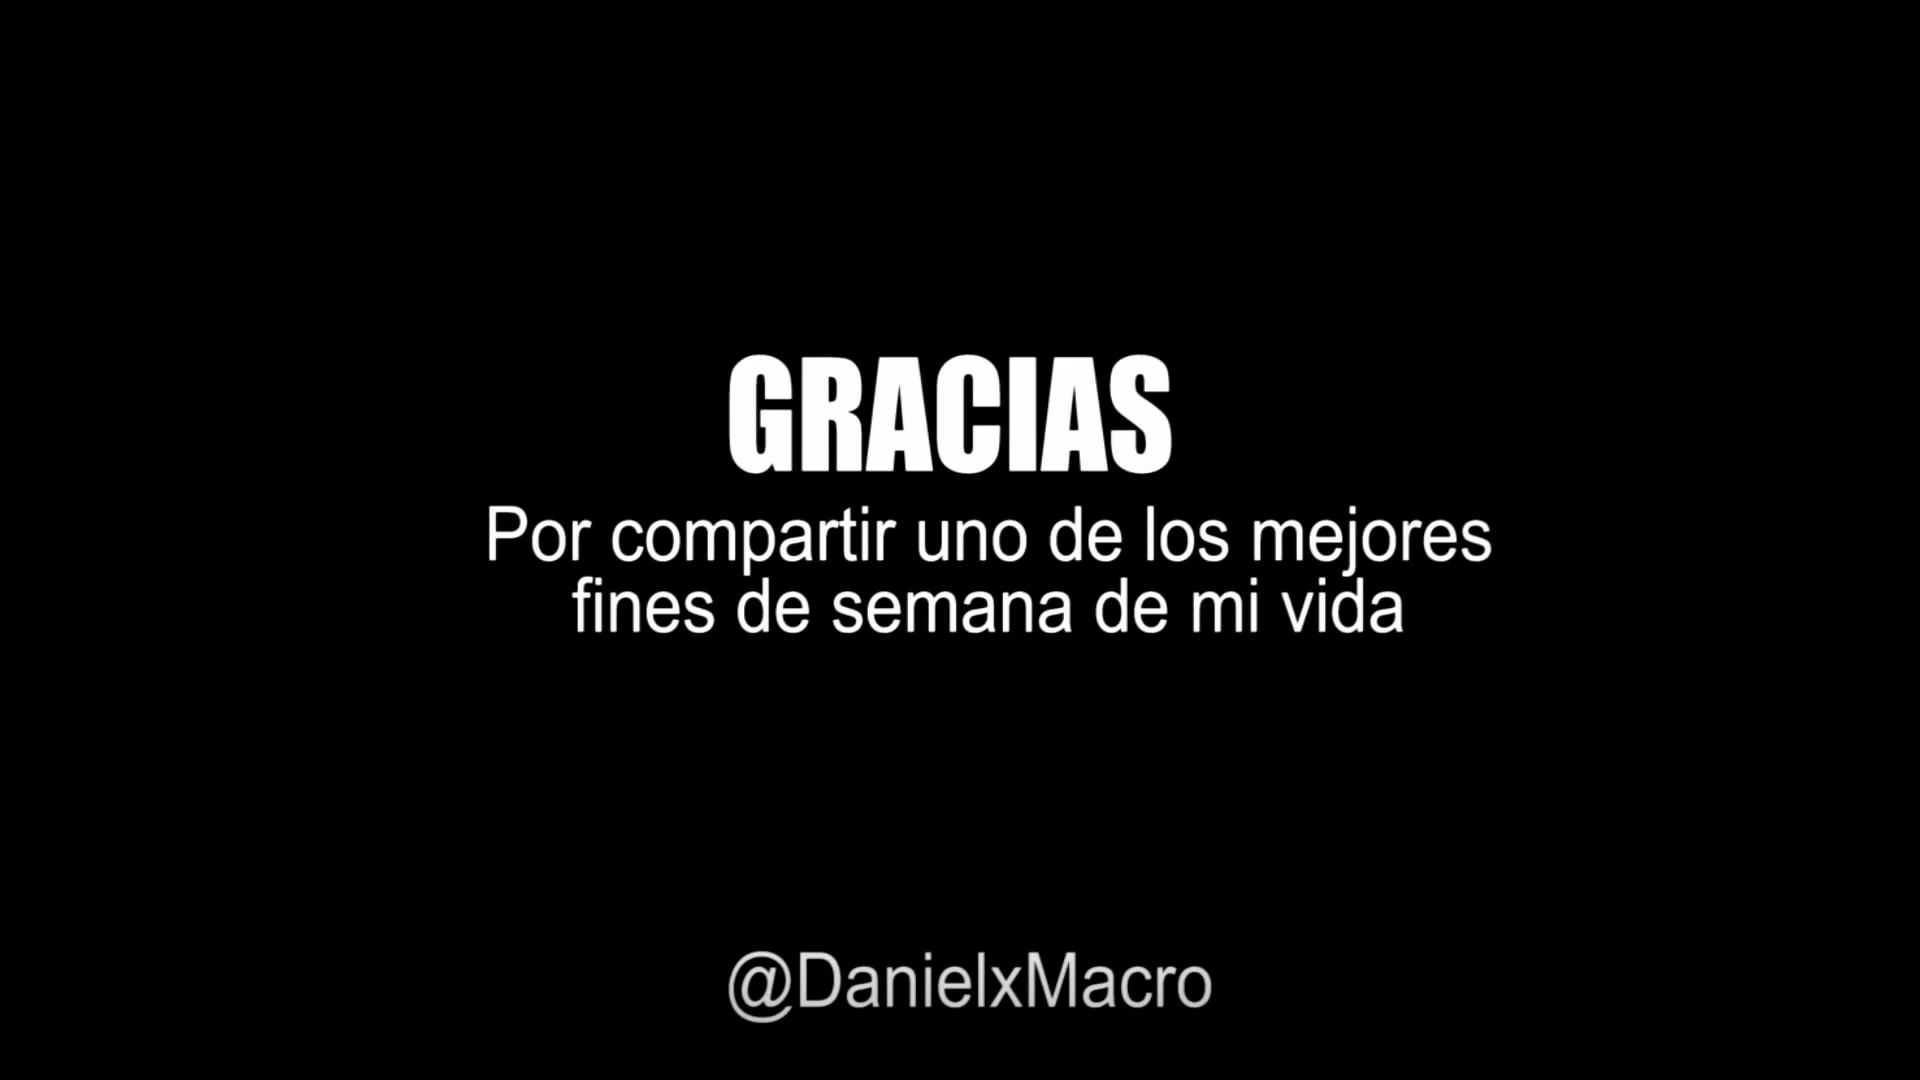 GRACIAS
Por compartir uno de los mejores
fines de semana de mi vida
@DanielxMacro